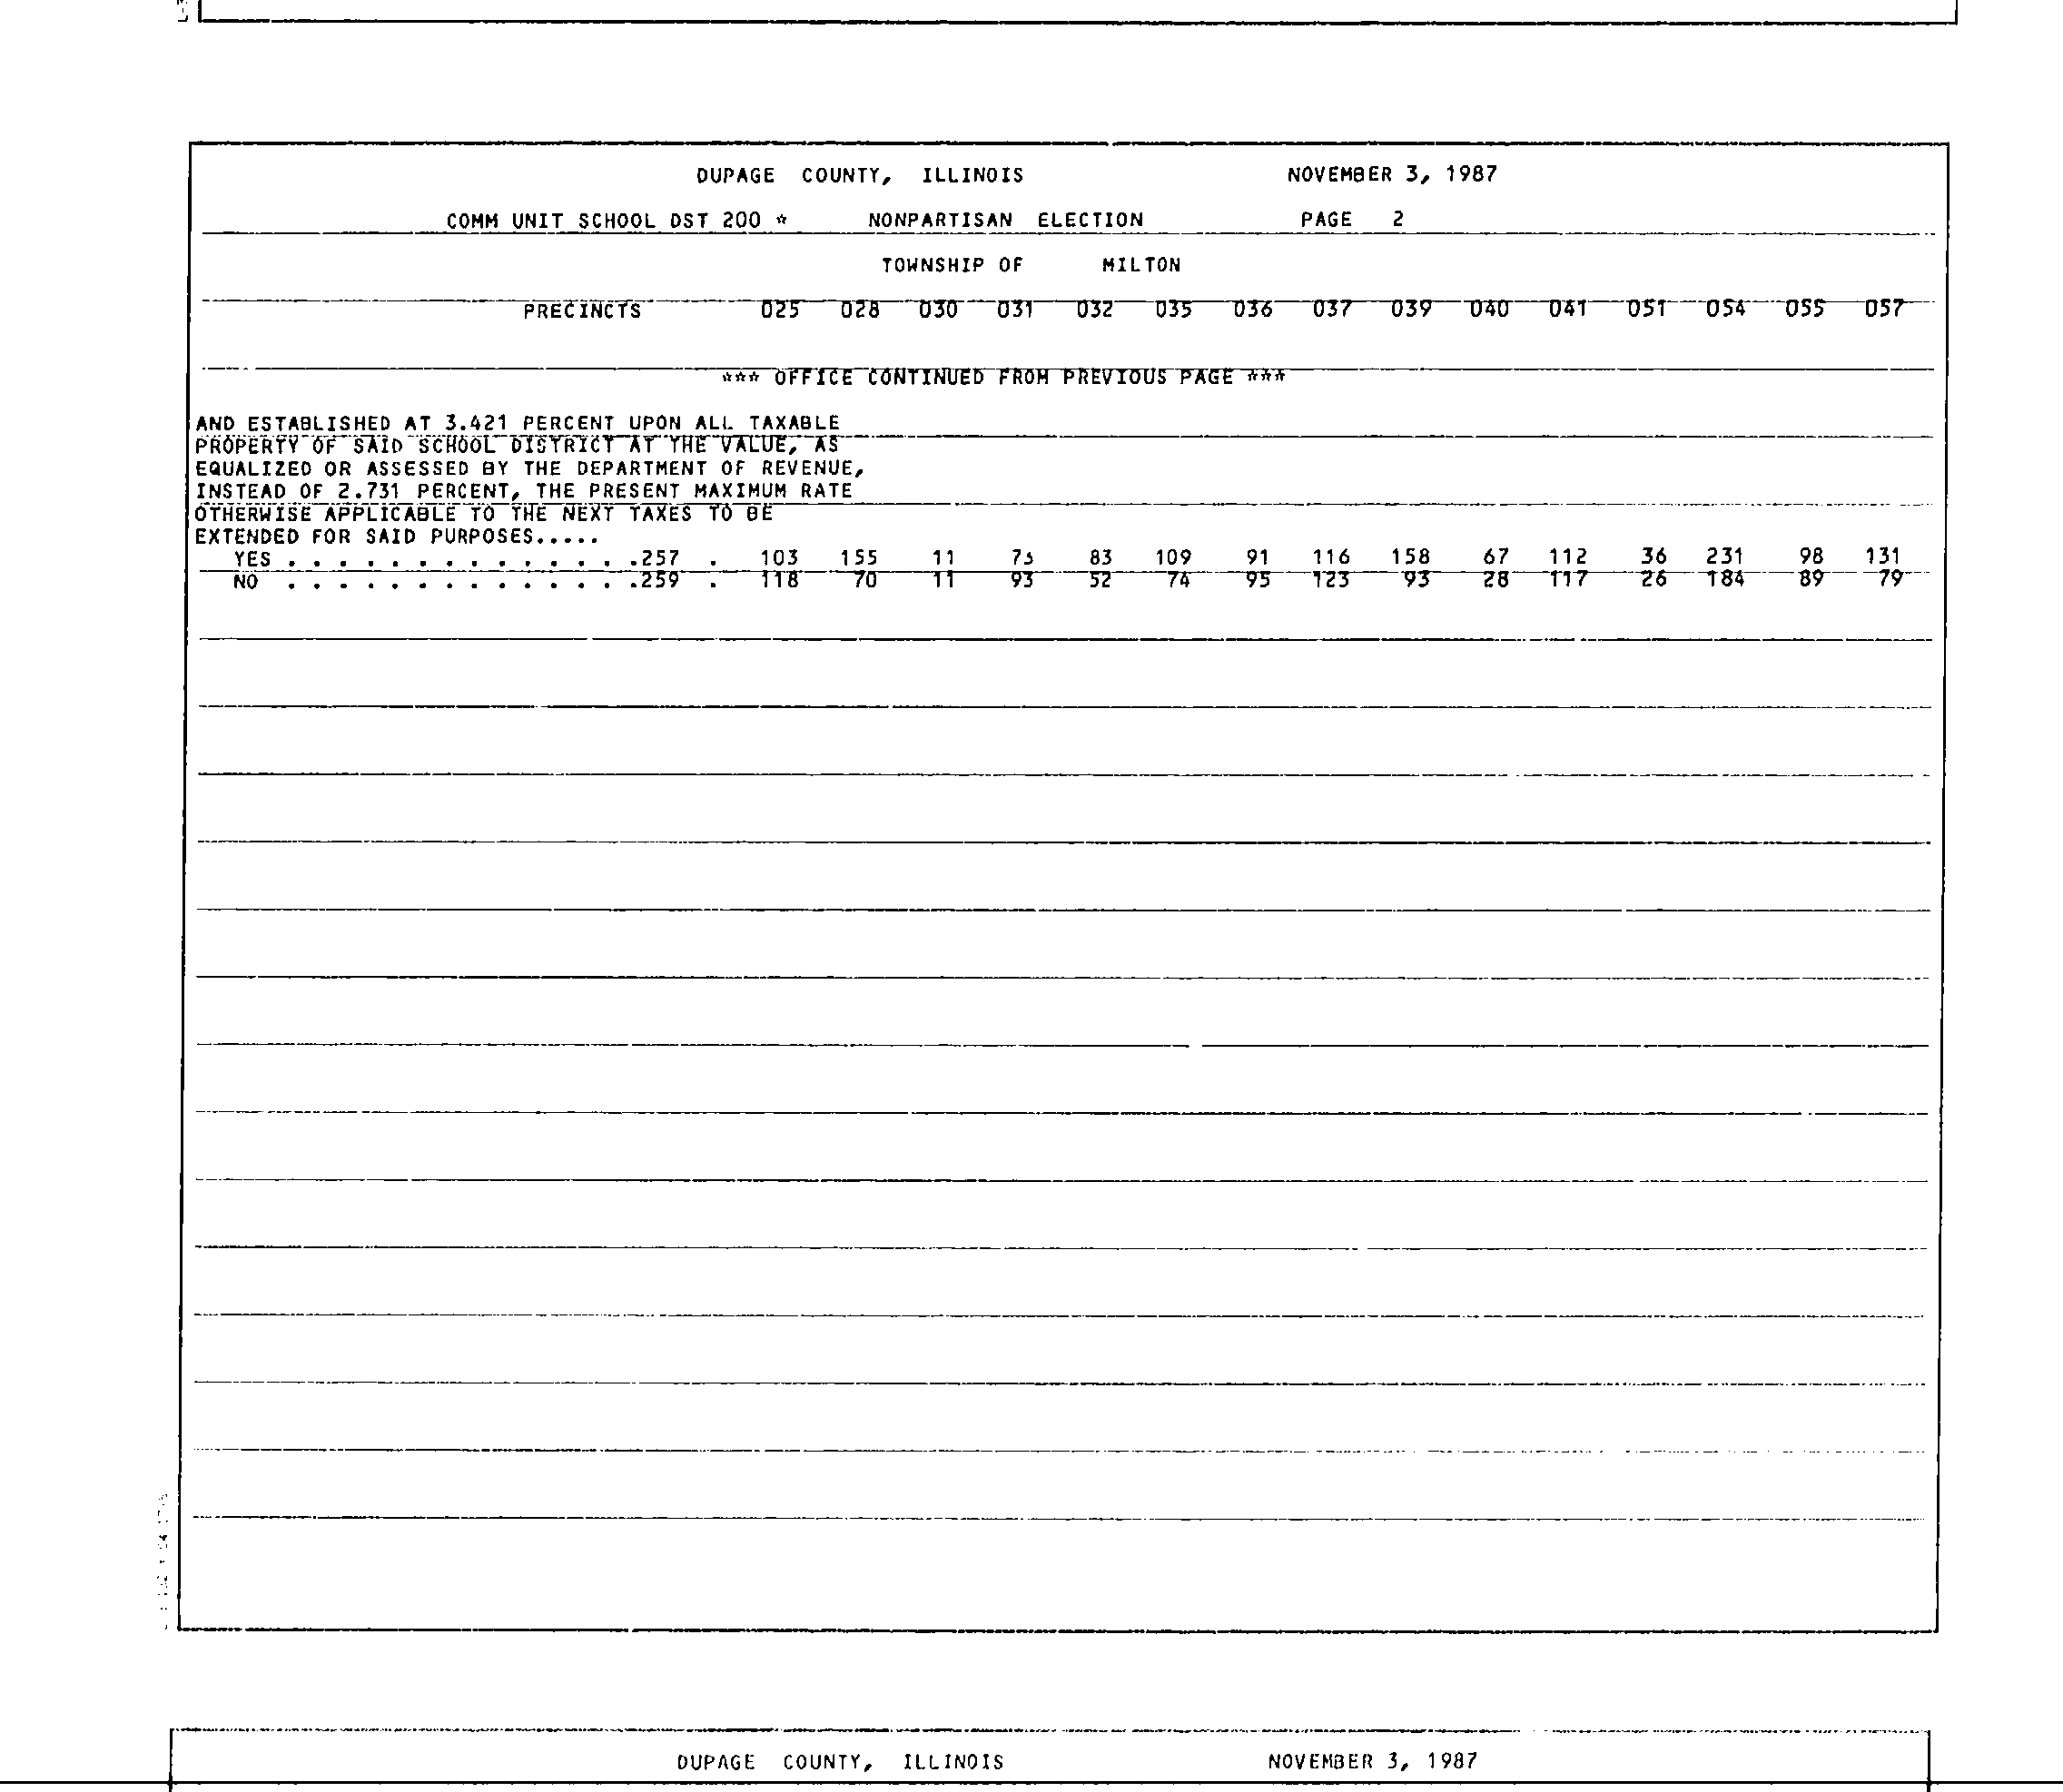 DUPAGE COUNTY, ILLINOIS NOVEMBER 3, 1987
COMM UNIT SCHOOL DST 200 * NONPARTISAN ELECTION PAGE 2
TOWNSHIP OF MILTON
PRECINCTS 025 028 030 031 032 035 036 037 039 040 041 051 054 055 057
*** OFFICE CONTINUED FROM PREVIOUS PAGE ***
AND ESTABLISHED AT 3.421 PERCENT UPON ALL TAXABLE
PROPERTY OF SAID SCHOOL DISTRICT AT THE VALUE, AS
EQUALIZED OR ASSESSED BY THE DEPARTMENT OF REVENUE,
INSTEAD OF 2.731 PERCENT, THE PRESENT MAXIMUM RATE
OTHERWISE APPLICABLE TO THE NEXT TAXES TO BE
EXTENDED FOR SAID PURPOSES.....
YES . . . . . . . . . . . . . .257 . 103 155 11 83 109 91 116 158 67 112 36 231 98 131
NO . . . . . . . . . . . . . .259 . 118 70 11 93 52 74 95 123 93 28 117 26 184 89 79
DUPAGE COUNTY, ILLINOIS NOVEMBER 3, 1987